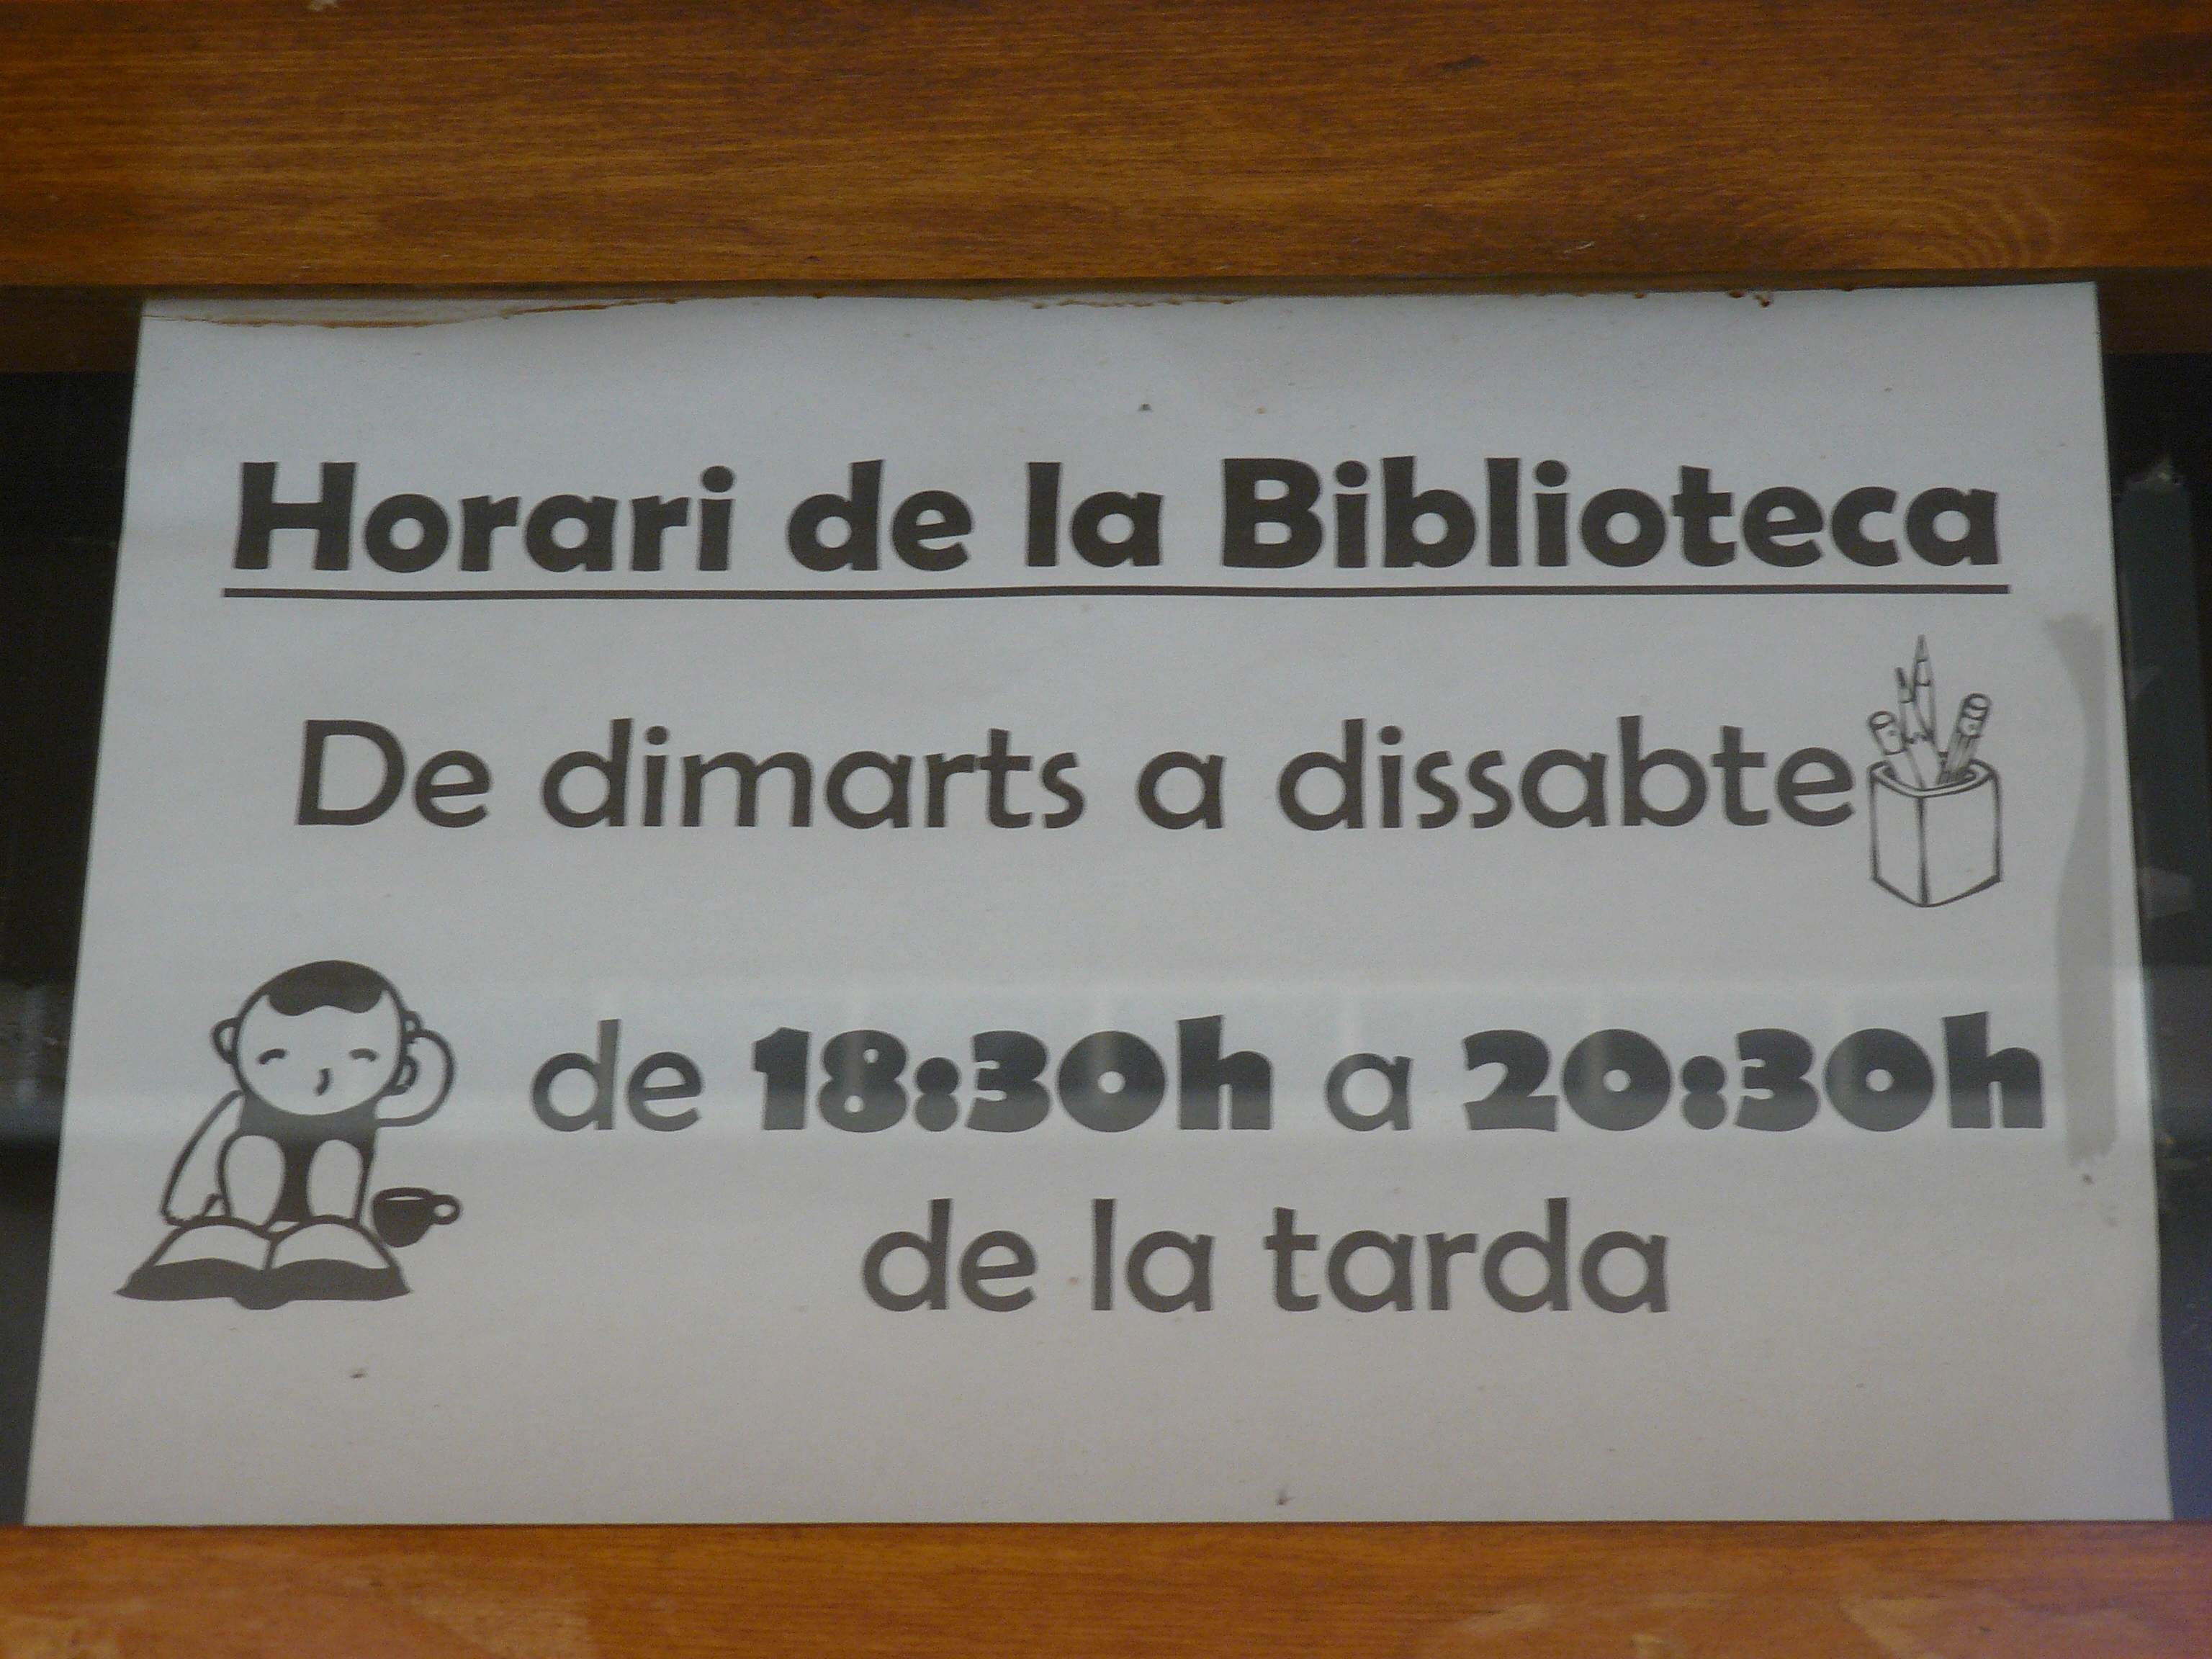 Horari de la Biblioteca
De dimarts a dissabte
de 18:30h a 20:30h
de la tarda